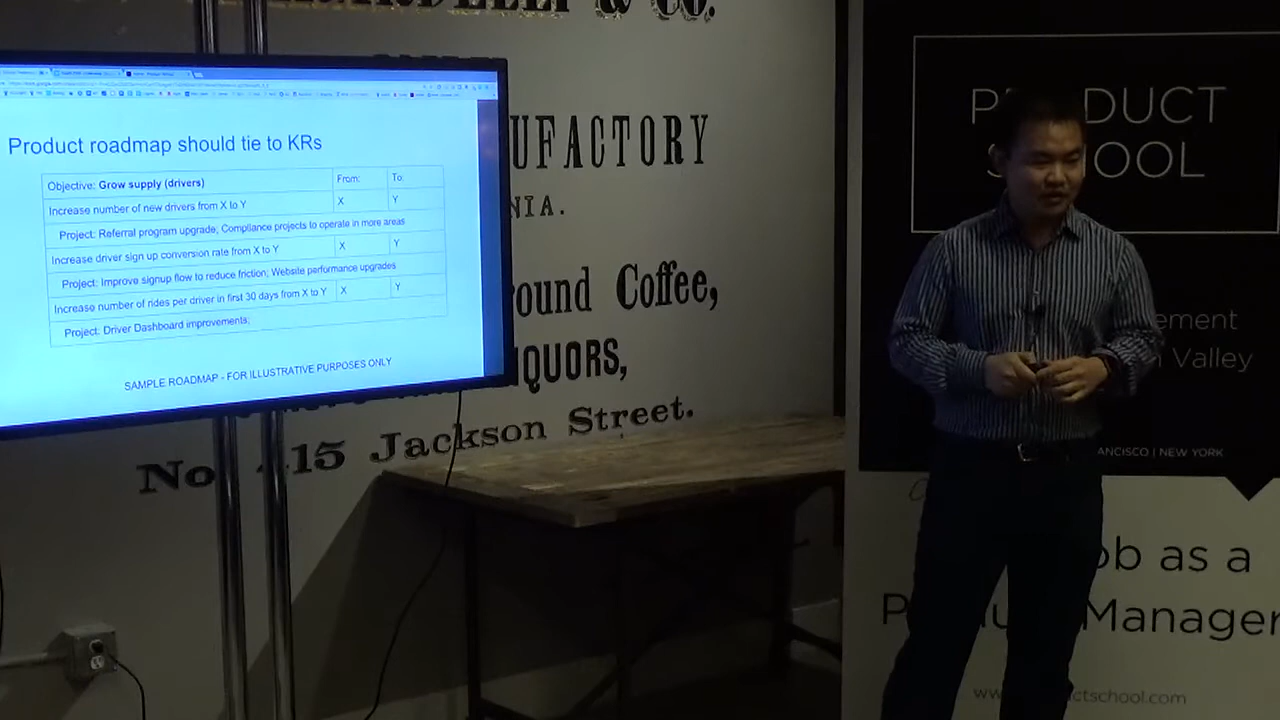 & CO.
UFACTORY
NIA.
round Coffee,
IQUORS,
No. 415 Jackson Street.
Product roadmap should tie to KRs
Objective: Grow supply (drivers) From: To:
Increase number of new drivers from X to Y X Y
Project: Referral program upgrade; Compliance projects to operate in more areas
Increase driver sign up conversion rate from X to Y X Y
Project: Improve signup flow to reduce friction; Website performance upgrades
Increase number of rides per driver in first 30 days from X to Y X Y
Project: Driver Dashboard improvements;
SAMPLE ROADMAP - FOR ILLUSTRATIVE PURPOSES ONLY
P DUCT
S OOL
ement
n Valley
ANCISCO | NEW YORK
ob as a
P Manager
ww ctschool.com